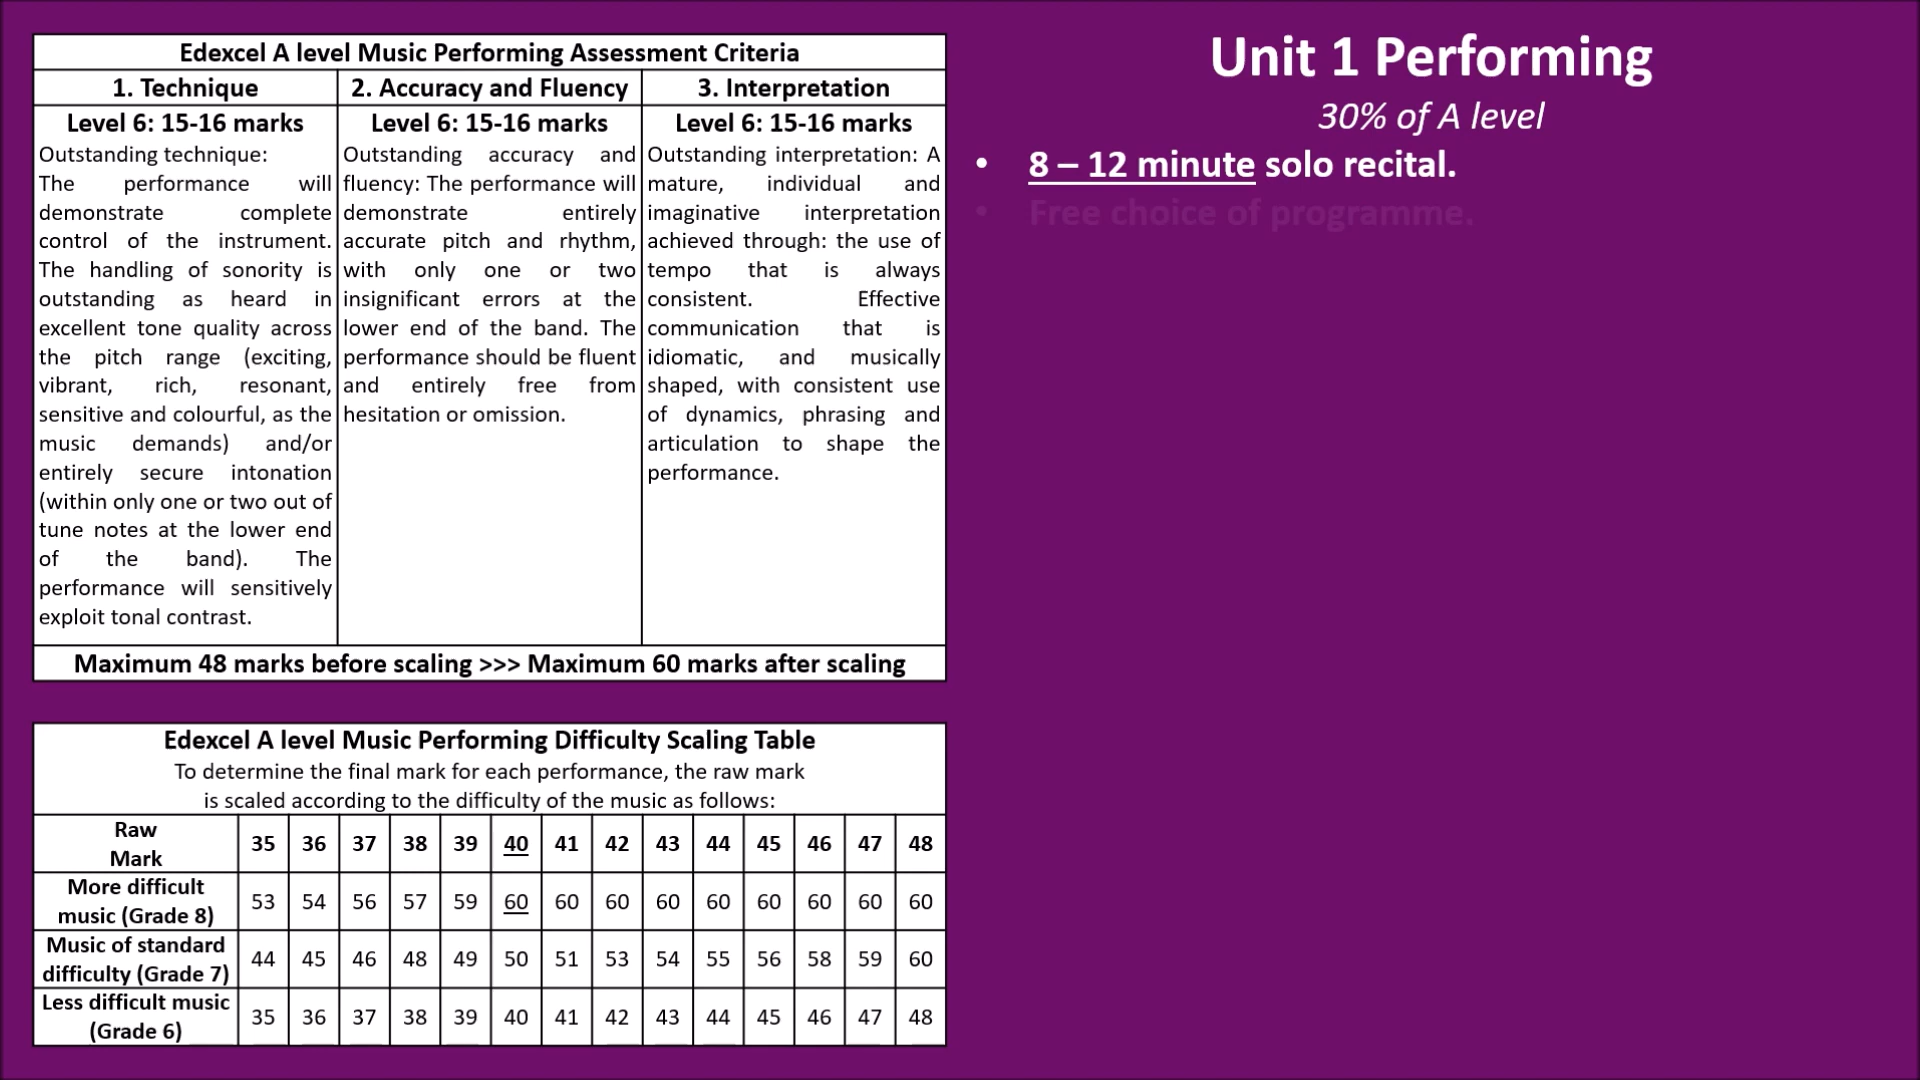 Edexcel A level Music Performing Assessment Criteria
1. Technique
2. Accuracy and Fluency
3. Interpretation
Level 6: 15-16 marks
Outstanding technique:
The performance will
demonstrate complete
control of the instrument.
The handling of sonority is
outstanding as heard in
excellent tone quality across
the pitch range (exciting,
vibrant, rich, resonant,
sensitive and colourful, as the
music demands) and/or
entirely secure intonation
(within only one or two out of
tune notes at the lower end
of the band). The
performance will sensitively
exploit tonal contrast.
Level 6: 15-16 marks
Outstanding accuracy and
fluency: The performance will
demonstrate entirely
accurate pitch and rhythm,
with only one or two
insignificant errors at the
lower end of the band. The
performance should be fluent
and entirely free from
hesitation or omission.
Level 6: 15-16 marks
Outstanding interpretation: A
mature, individual and
imaginative interpretation
achieved through: the use of
tempo that is always
consistent. Effective
communication that is
idiomatic, and musically
shaped, with consistent use
of dynamics, phrasing and
articulation to shape the
performance.
Maximum 48 marks before scaling >>> Maximum 60 marks after scaling
Edexcel A level Music Performing Difficulty Scaling Table
To determine the final mark for each performance, the raw mark
is scaled according to the difficulty of the music as follows:
Raw
Mark
35 36 37 38 39 40 41 42 43 44 45 46 47 48
More difficult
music (Grade 8)
53 54 56 57 59 60 60 60 60 60 60 60 60 60
Music of standard
difficulty (Grade 7)
44 45 46 48 49 50 51 53 54 55 56 58 59 60
Less difficult music
(Grade 6)
35 36 37 38 39 40 41 42 43 44 45 46 47 48
Unit 1 Performing
30% of A level
• 8 – 12 minute solo recital.
• Free choice of programme.